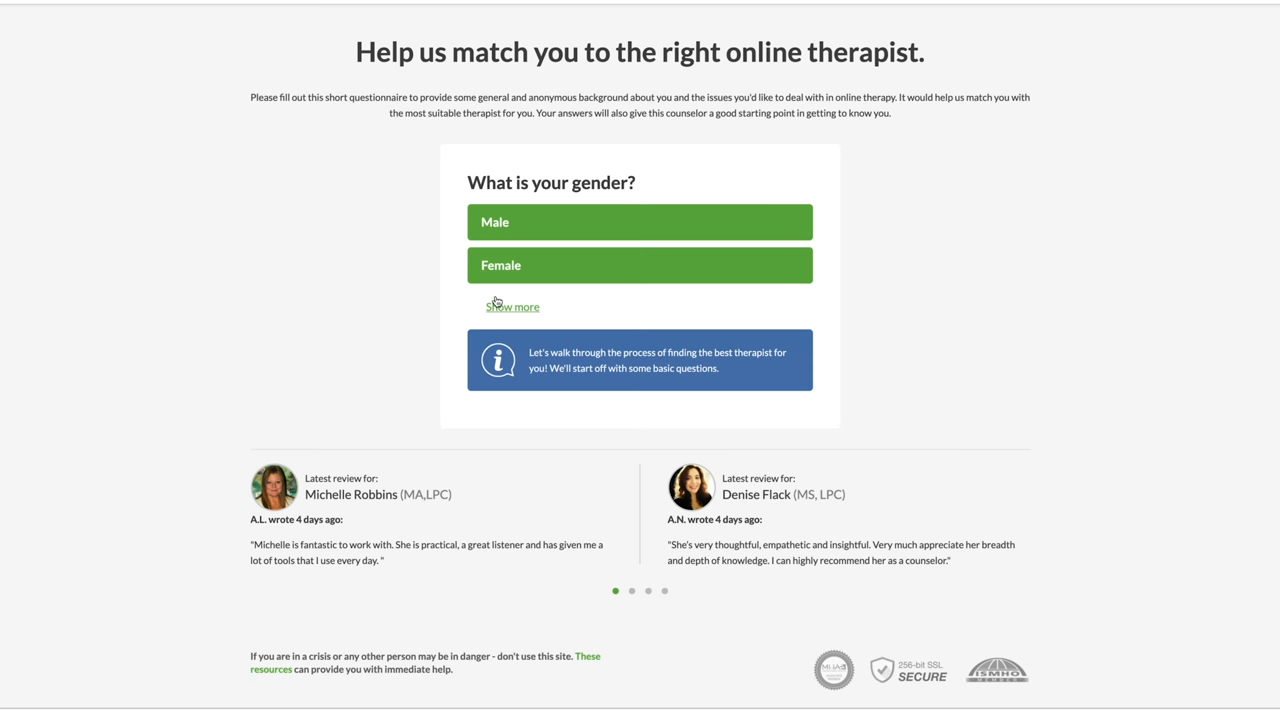 Help us match you to the right online therapist.
Please fill out this short questionnaire to provide some general and anonymous background about you and the issues you'd like to deal with in online therapy. It would help us match you with
the most suitable therapist for you. Your answers will also give this counselor a good starting point in getting to know you.
What is your gender?
Male
Female
Show more
Let's walk through the process of finding the best therapist for
you! We'll start off with some basic questions.
Latest review for:
Michelle Robbins (MA,LPC)
A.L. wrote 4 days ago:
"Michelle is fantastic to work with. She is practical, a great listener and has given me a
lot of tools that I use every day. "
Latest review for:
Denise Flack (MS, LPC)
A.N. wrote 4 days ago:
"She's very thoughtful, empathetic and insightful. Very much appreciate her breadth
and depth of knowledge. I can highly recommend her as a counselor."
If you are in a crisis or any other person may be in danger - don't use this site. These
resources can provide you with immediate help.
256-bit SSL
SECURE
ISMHO
MEMBER